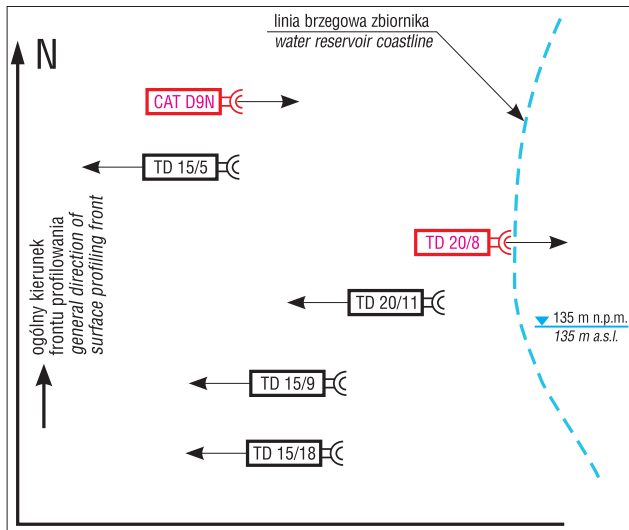 linia brzegowa zbiornika
water reservoir coastline
N
CAT D9N
TD 15/5
ogólny kierunek
frontu profilowania
general direction of
surface profiling front
TD 20/8
TD 20/11
135 m n.p.m.
135 m a.s.l.
TD 15/9
TD 15/18